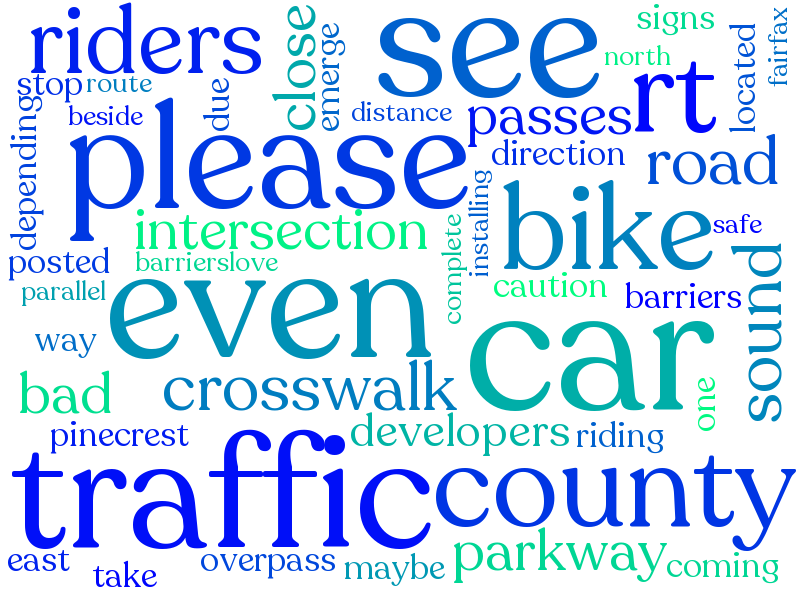 riders
close
emerge
see
signs
north
fairfax
located
stop
route
due
beside
distance
passes
rt
depending
please
direction
road
intersection
installing
bike
safe
posted
barrierslove
complete
caution
barriers
sound
parallel
even
way
car
bad
crosswalk
one
pinecrest
developers
riding
traffic
county
east
take
overpass
maybe
parkway
coming